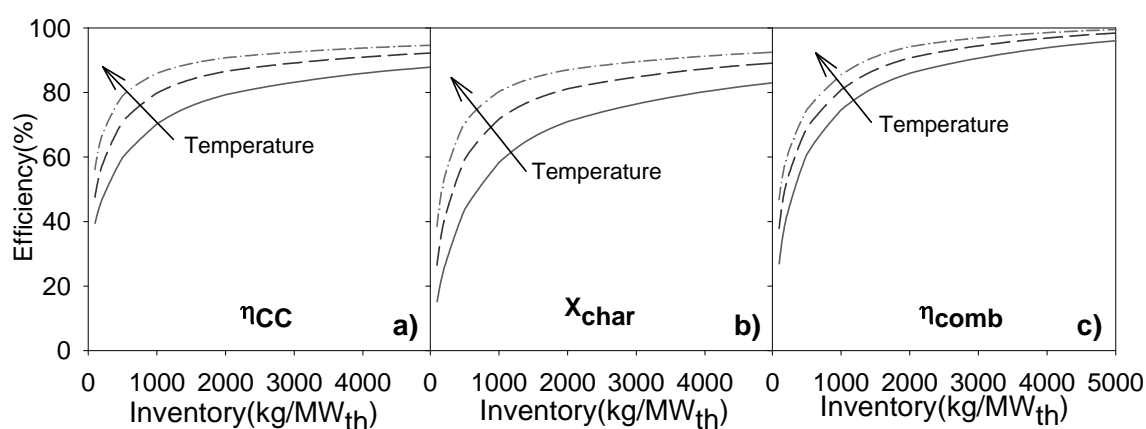 100
80
60
40
20
0
Efficiency(%)
Temperature
ηCC
a)
0 1000 2000 3000 4000
Inventory(kg/MWth)
Temperature
Xchar
b)
0 1000 2000 3000 4000
Inventory(kg/MWth)
Temperature
ηcomb
c)
0 1000 2000 3000 4000 5000
Inventory(kg/MWth)